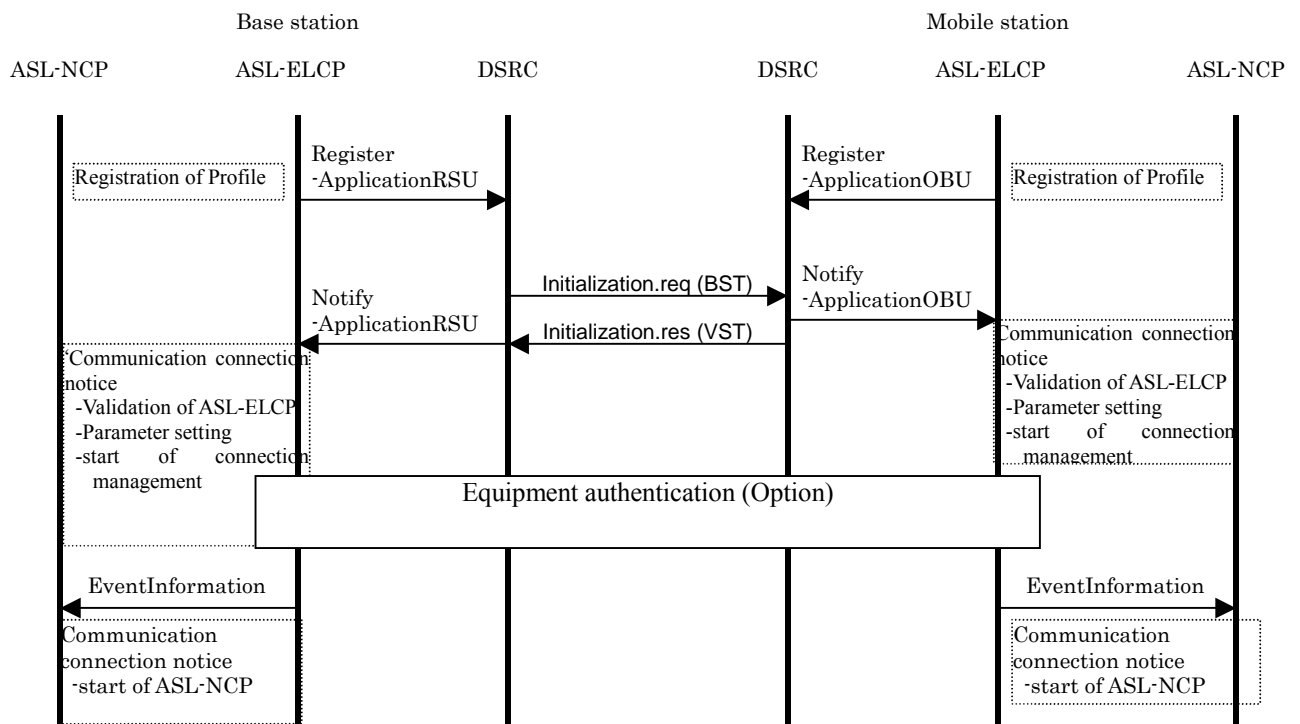 Base station
Mobile station
ASL-NCP
ASL-ELCP
DSRC
DSRC
ASL-ELCP
ASL-NCP
Registration of Profile
Register
-ApplicationRSU
Register
-ApplicationOBU
Registration of Profile
Initialization.req (BST)
Notify
-ApplicationOBU
Notify
-ApplicationRSU
Initialization.res (VST)
‘Communication connection
notice
-Validation of ASL-ELCP
-Parameter setting
-start of connection
management
Communication connection
notice
-Validation of ASL-ELCP
-Parameter setting
-start of connection
management
Equipment authentication (Option)
EventInformation
EventInformation
Communication
connection notice
-start of ASL-NCP
Communication
connection notice
-start of ASL-NCP